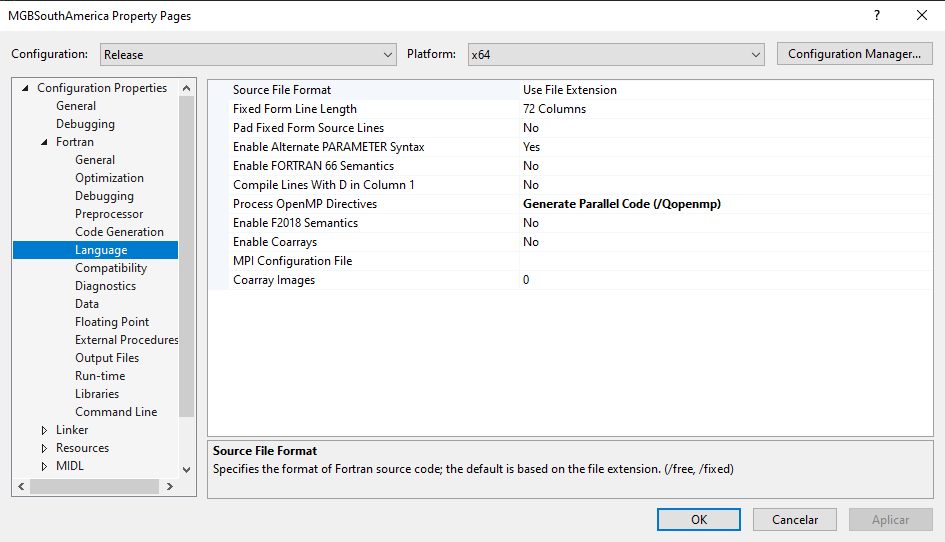 MGBSouthAmerica Property Pages
Configuration: Release Platform: x64 Configuration Manager...
Configuration Properties
General
Debugging
Fortran
General
Optimization
Debugging
Preprocessor
Code Generation
Language
Compatibility
Diagnostics
Data
Floating Point
External Procedures
Output Files
Run-time
Libraries
Command Line
Linker
Resources
MIDL
Source File Format Use File Extension
Fixed Form Line Length 72 Columns
Pad Fixed Form Source Lines No
Enable Alternate PARAMETER Syntax Yes
Enable FORTRAN 66 Semantics No
Compile Lines With D in Column 1 No
Process OpenMP Directives Generate Parallel Code (/Qopenmp)
Enable F2018 Semantics No
Enable Coarrays No
MPI Configuration File
Coarray Images 0
Source File Format
Specifies the format of Fortran source code; the default is based on the file extension. (/free, /fixed)
OK Cancelar Aplicar